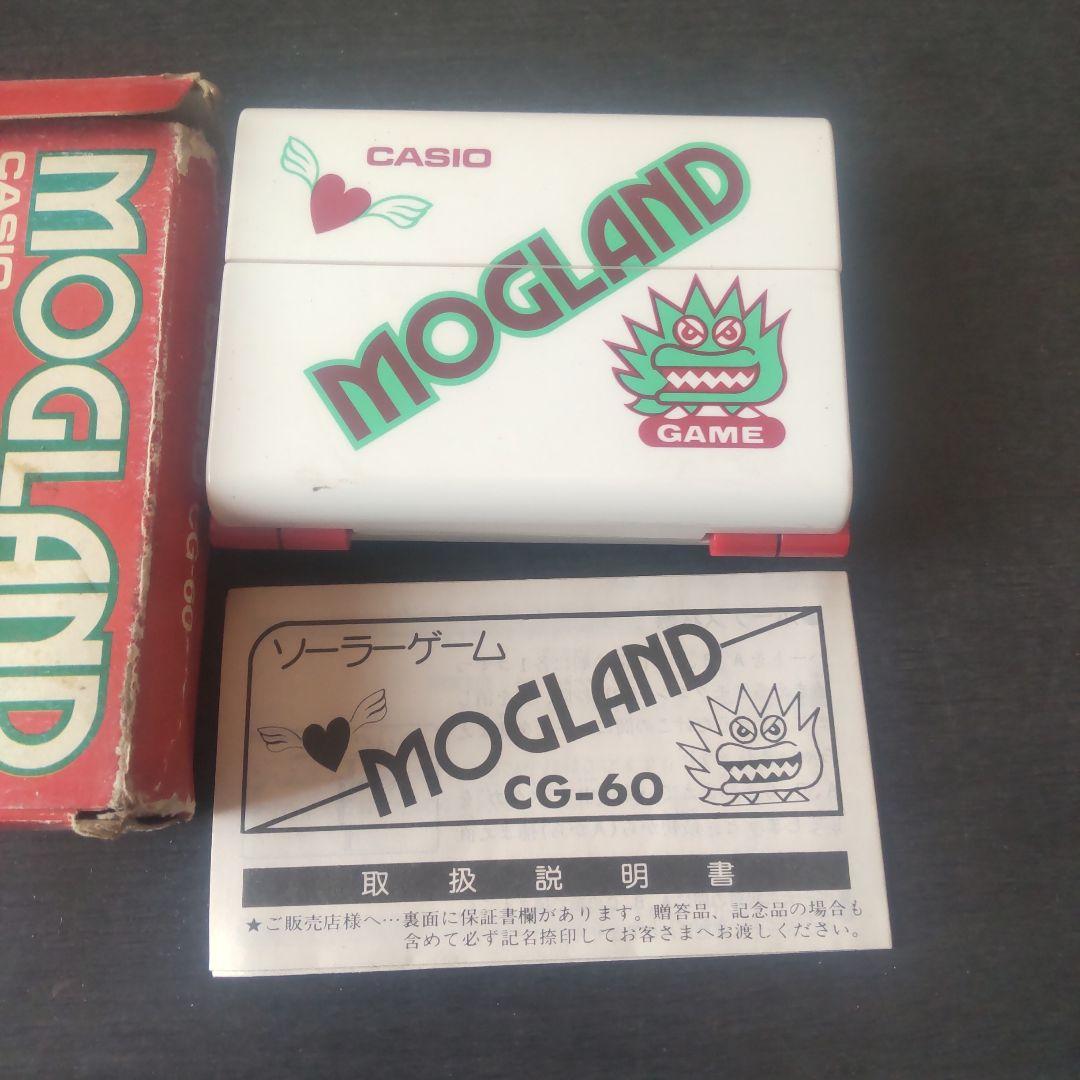 CASIO
MOGLAND
CG-60
CASIO
MOGLAND
GAME
ソーラーゲーム
MOGLAND
CG-60
取扱説明書
★ご販売店様へ…裏面に保証書欄があります。贈答品、記念品の場合も
含めて必ず記名捺印してお客さまへお渡しください。